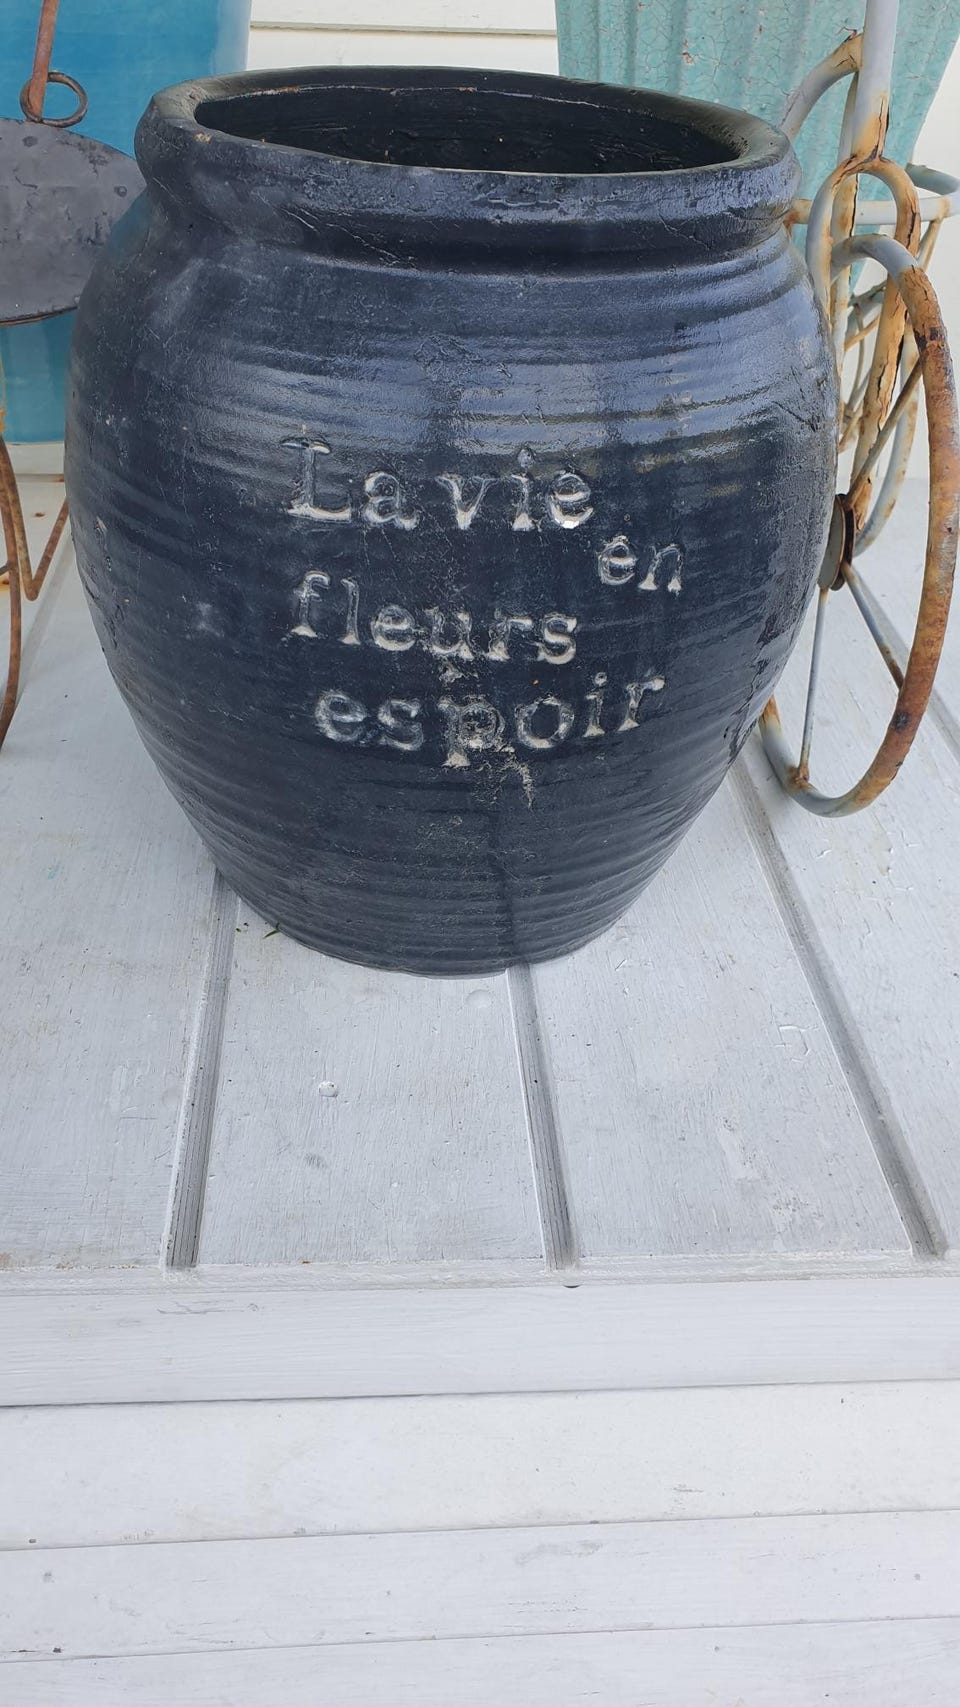 La vie
en
fleurs
espoir